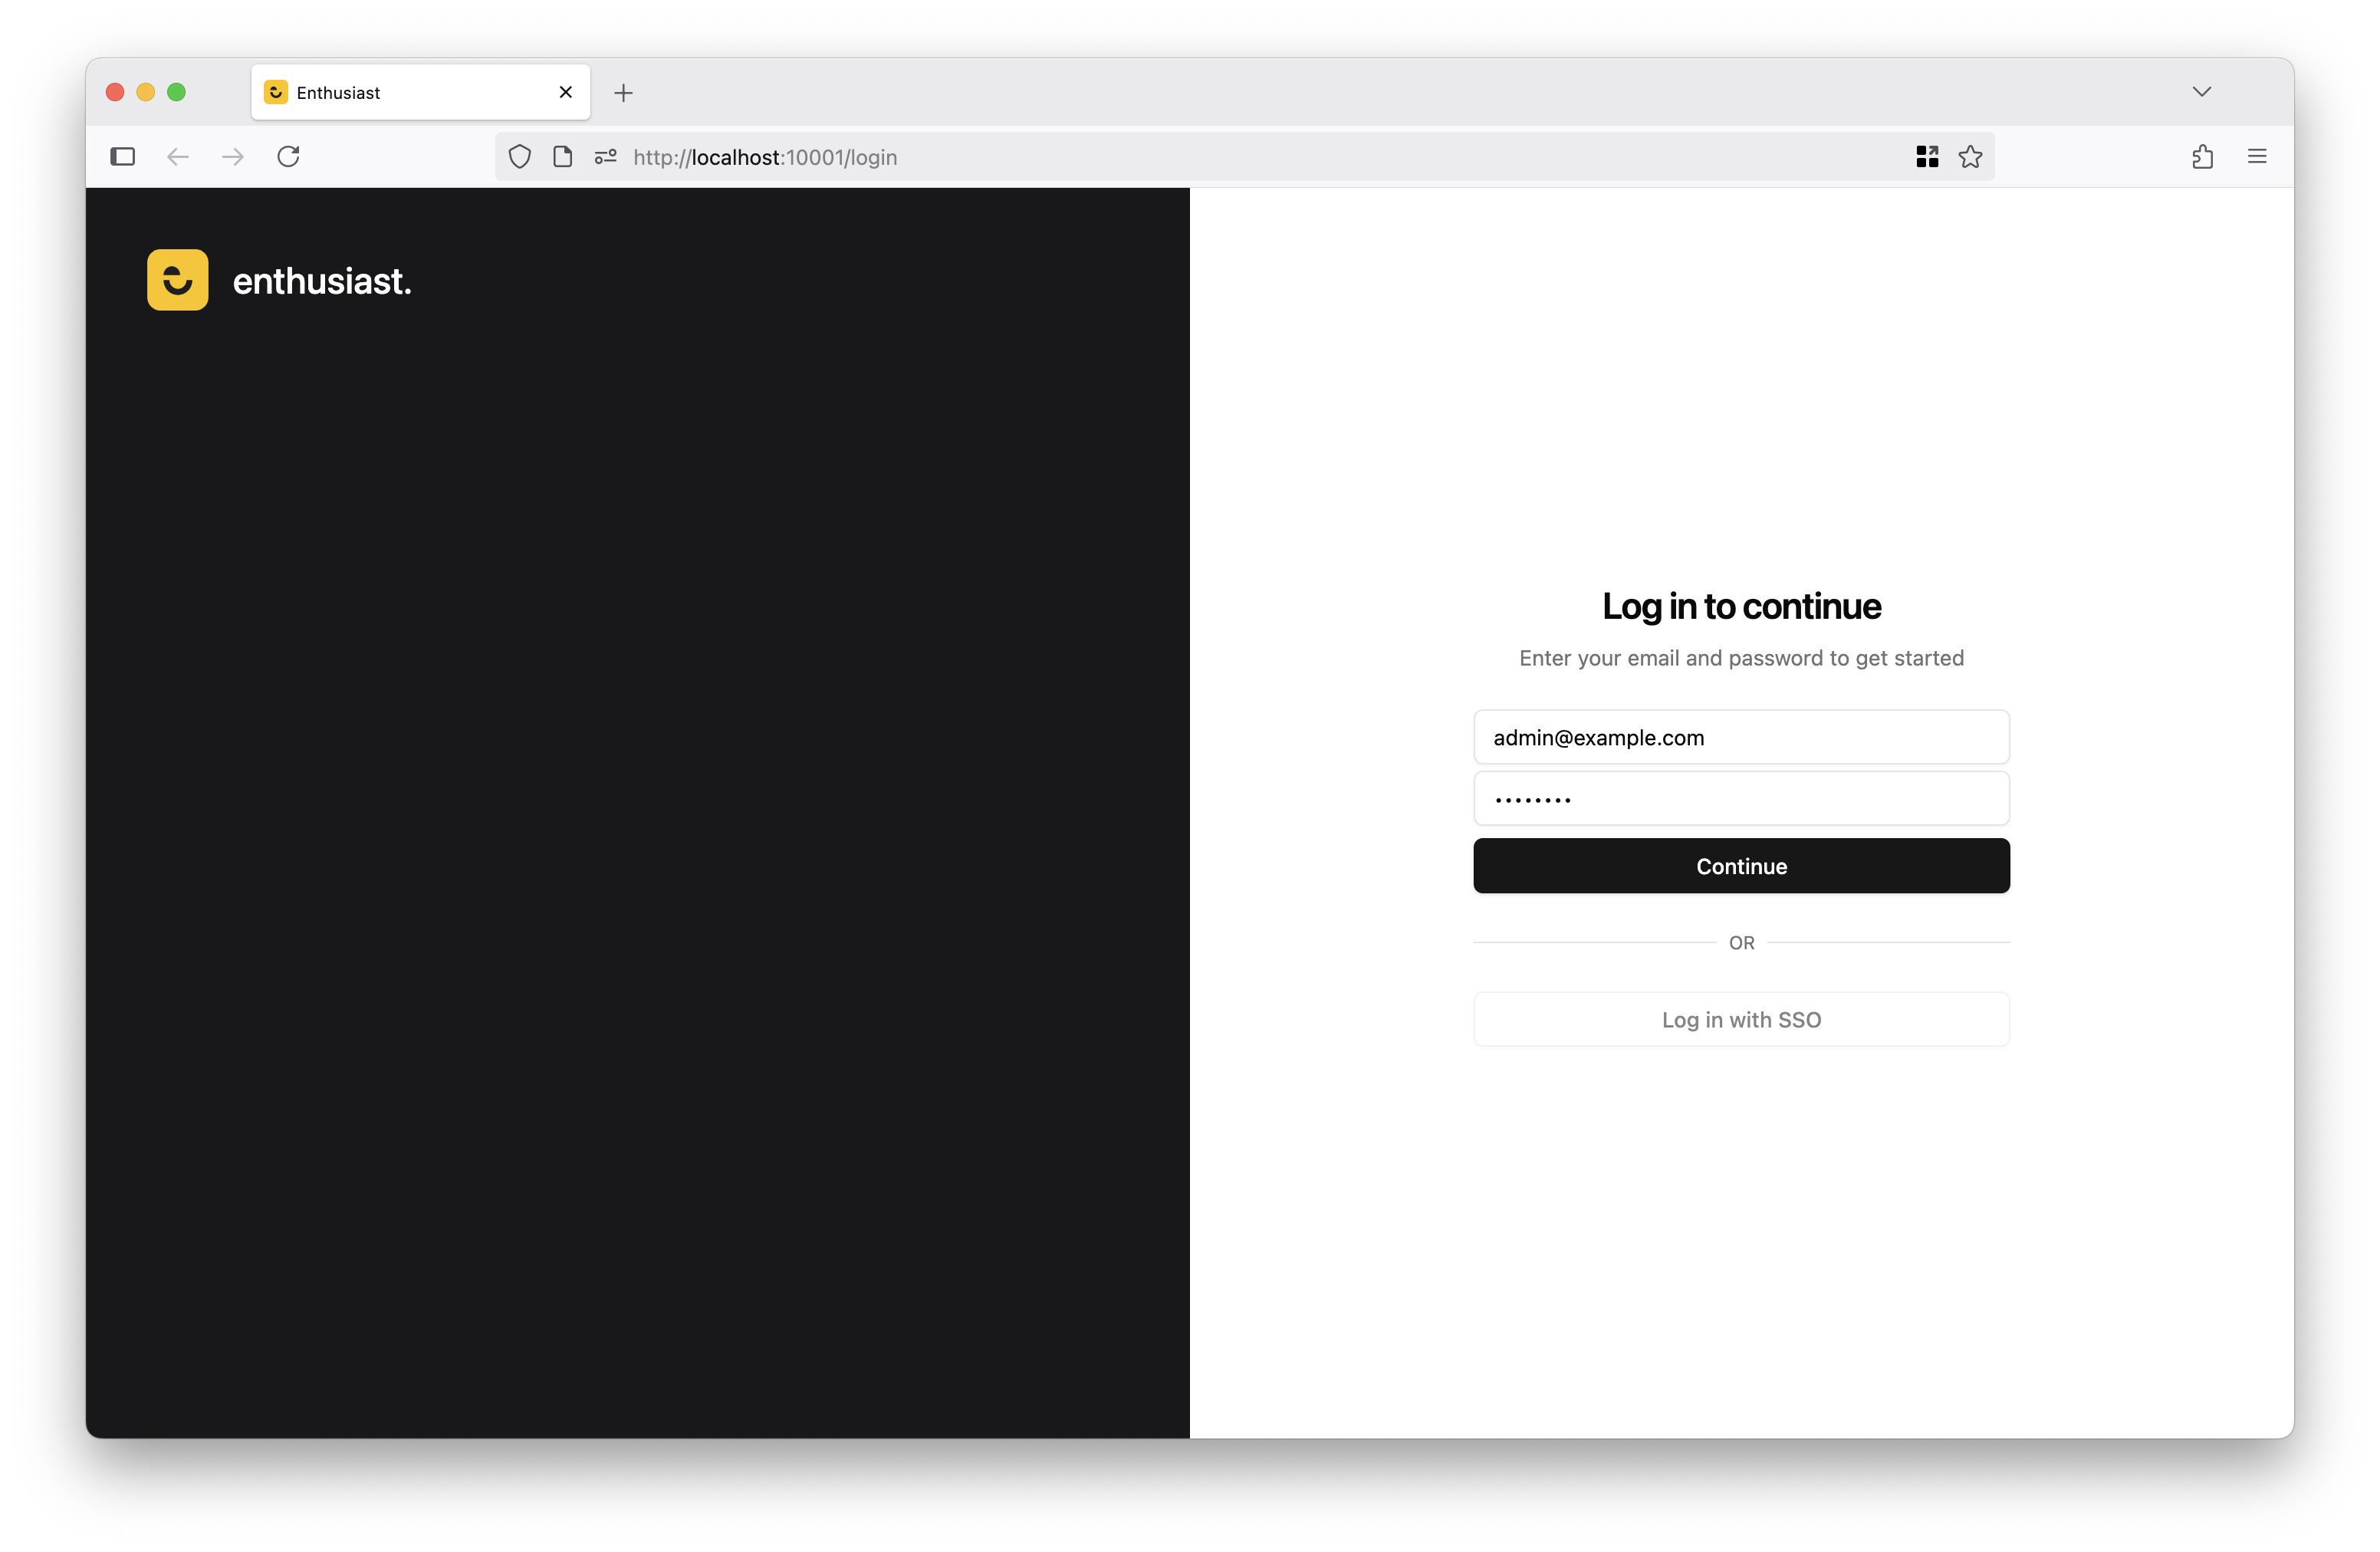 Enthusiast
http://localhost:10001/login
enthusiast.
Log in to continue
Enter your email and password to get started
admin@example.com
••••••••
Continue
OR
Log in with SSO